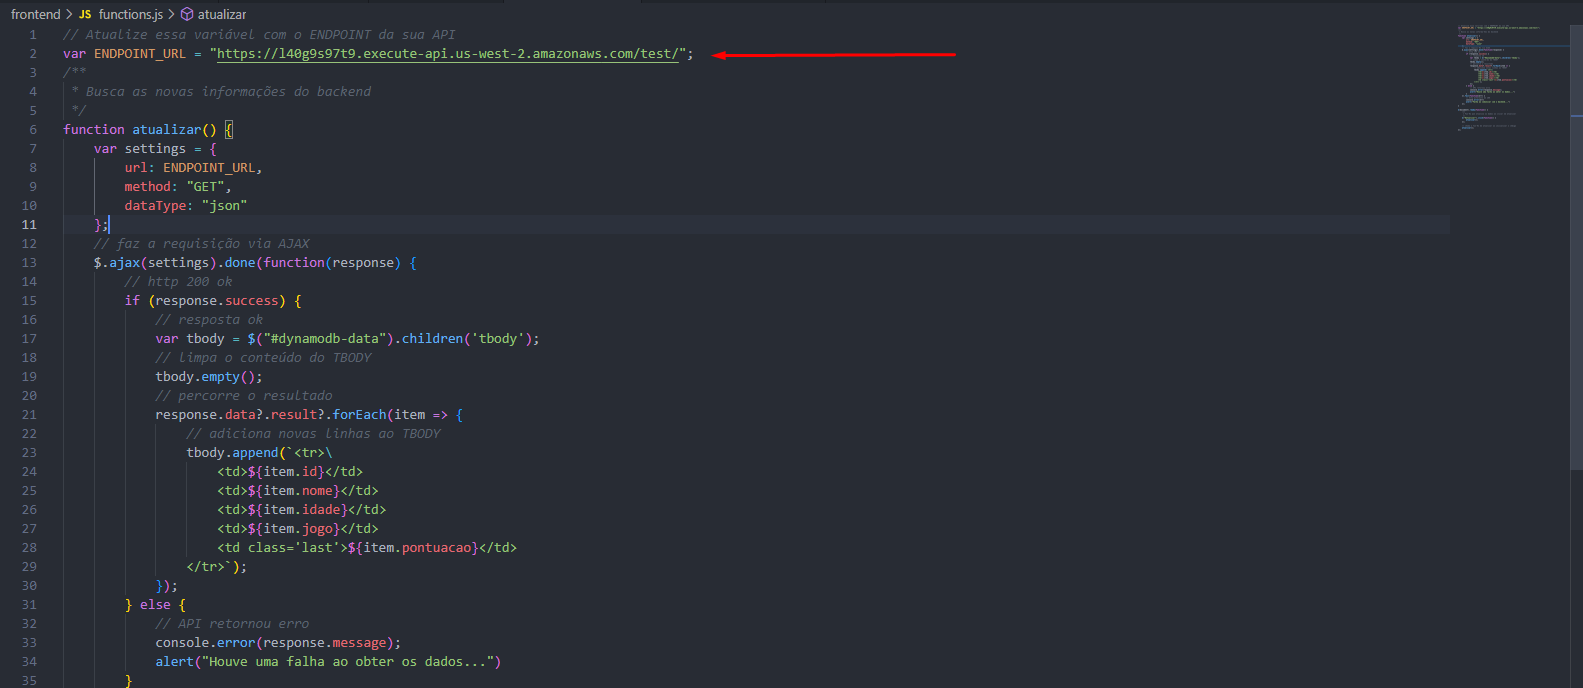 frontend > JS functions.js > atualizar
1 // Atualize essa variável com o ENDPOINT da sua API
2 var ENDPOINT_URL = "https://l40g9s97t9.execute-api.us-west-2.amazonaws.com/test/";
3 /**
4 * Busca as novas informações do backend
5 */
6 function atualizar() {
7 var settings = {
8 url: ENDPOINT_URL,
9 method: "GET",
10 dataType: "json"
11 };
12 // faz a requisição via AJAX
13 $.ajax(settings).done(function(response) {
14 // http 200 ok
15 if (response.success) {
16 // resposta ok
17 var tbody = $("#dynamodb-data").children('tbody');
18 // limpa o conteúdo do TBODY
19 tbody.empty();
20 // percorre o resultado
21 response.data?.result?.forEach(item => {
22 // adiciona novas linhas ao TBODY
23 tbody.append(`<tr>\
24 <td>${item.id}</td>
25 <td>${item.nome}</td>
26 <td>${item.idade}</td>
27 <td>${item.jogo}</td>
28 <td class='last'>${item.pontuacao}</td>
29 </tr>`);
30 });
31 } else {
32 // API retornou erro
33 console.error(response.message);
34 alert("Houve uma falha ao obter os dados...")
35 }